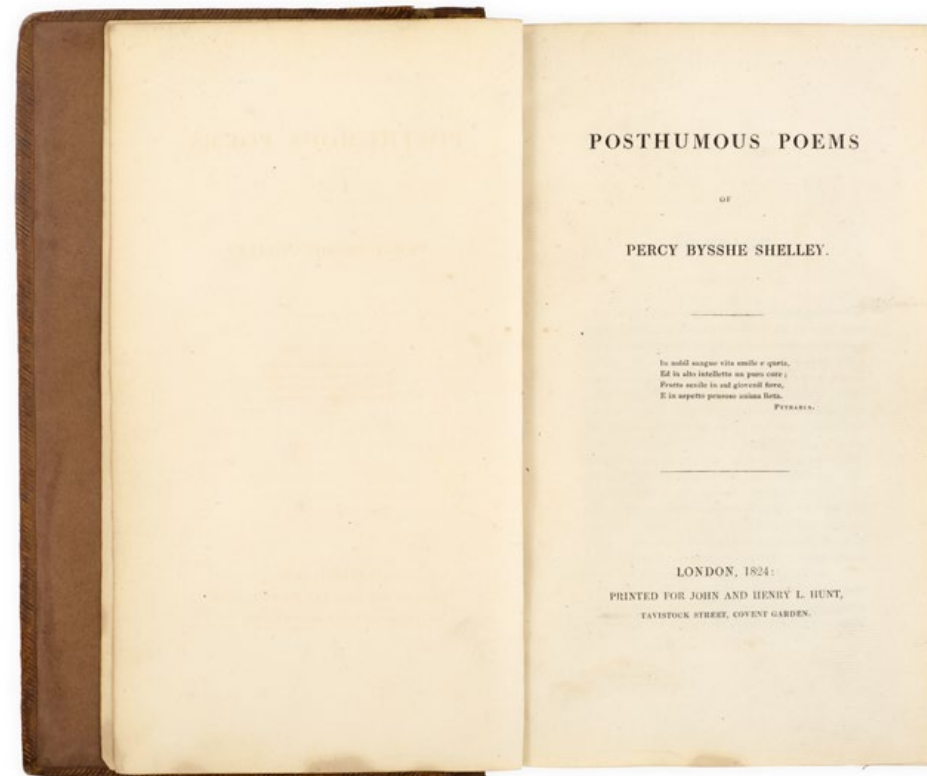 POSTHUMOUS POEMS
OF
PERCY BYSSHE SHELLEY.
In nobil sangue vita umile e queta,
Ed in alto intelletto un puro core;
Frutto senile in sul giovenil fiore,
E in aspetto pensoso anima lieta.
PETRARCA.
LONDON, 1824:
PRINTED FOR JOHN AND HENRY L. HUNT,
TAVISTOCK STREET, COVENT GARDEN.